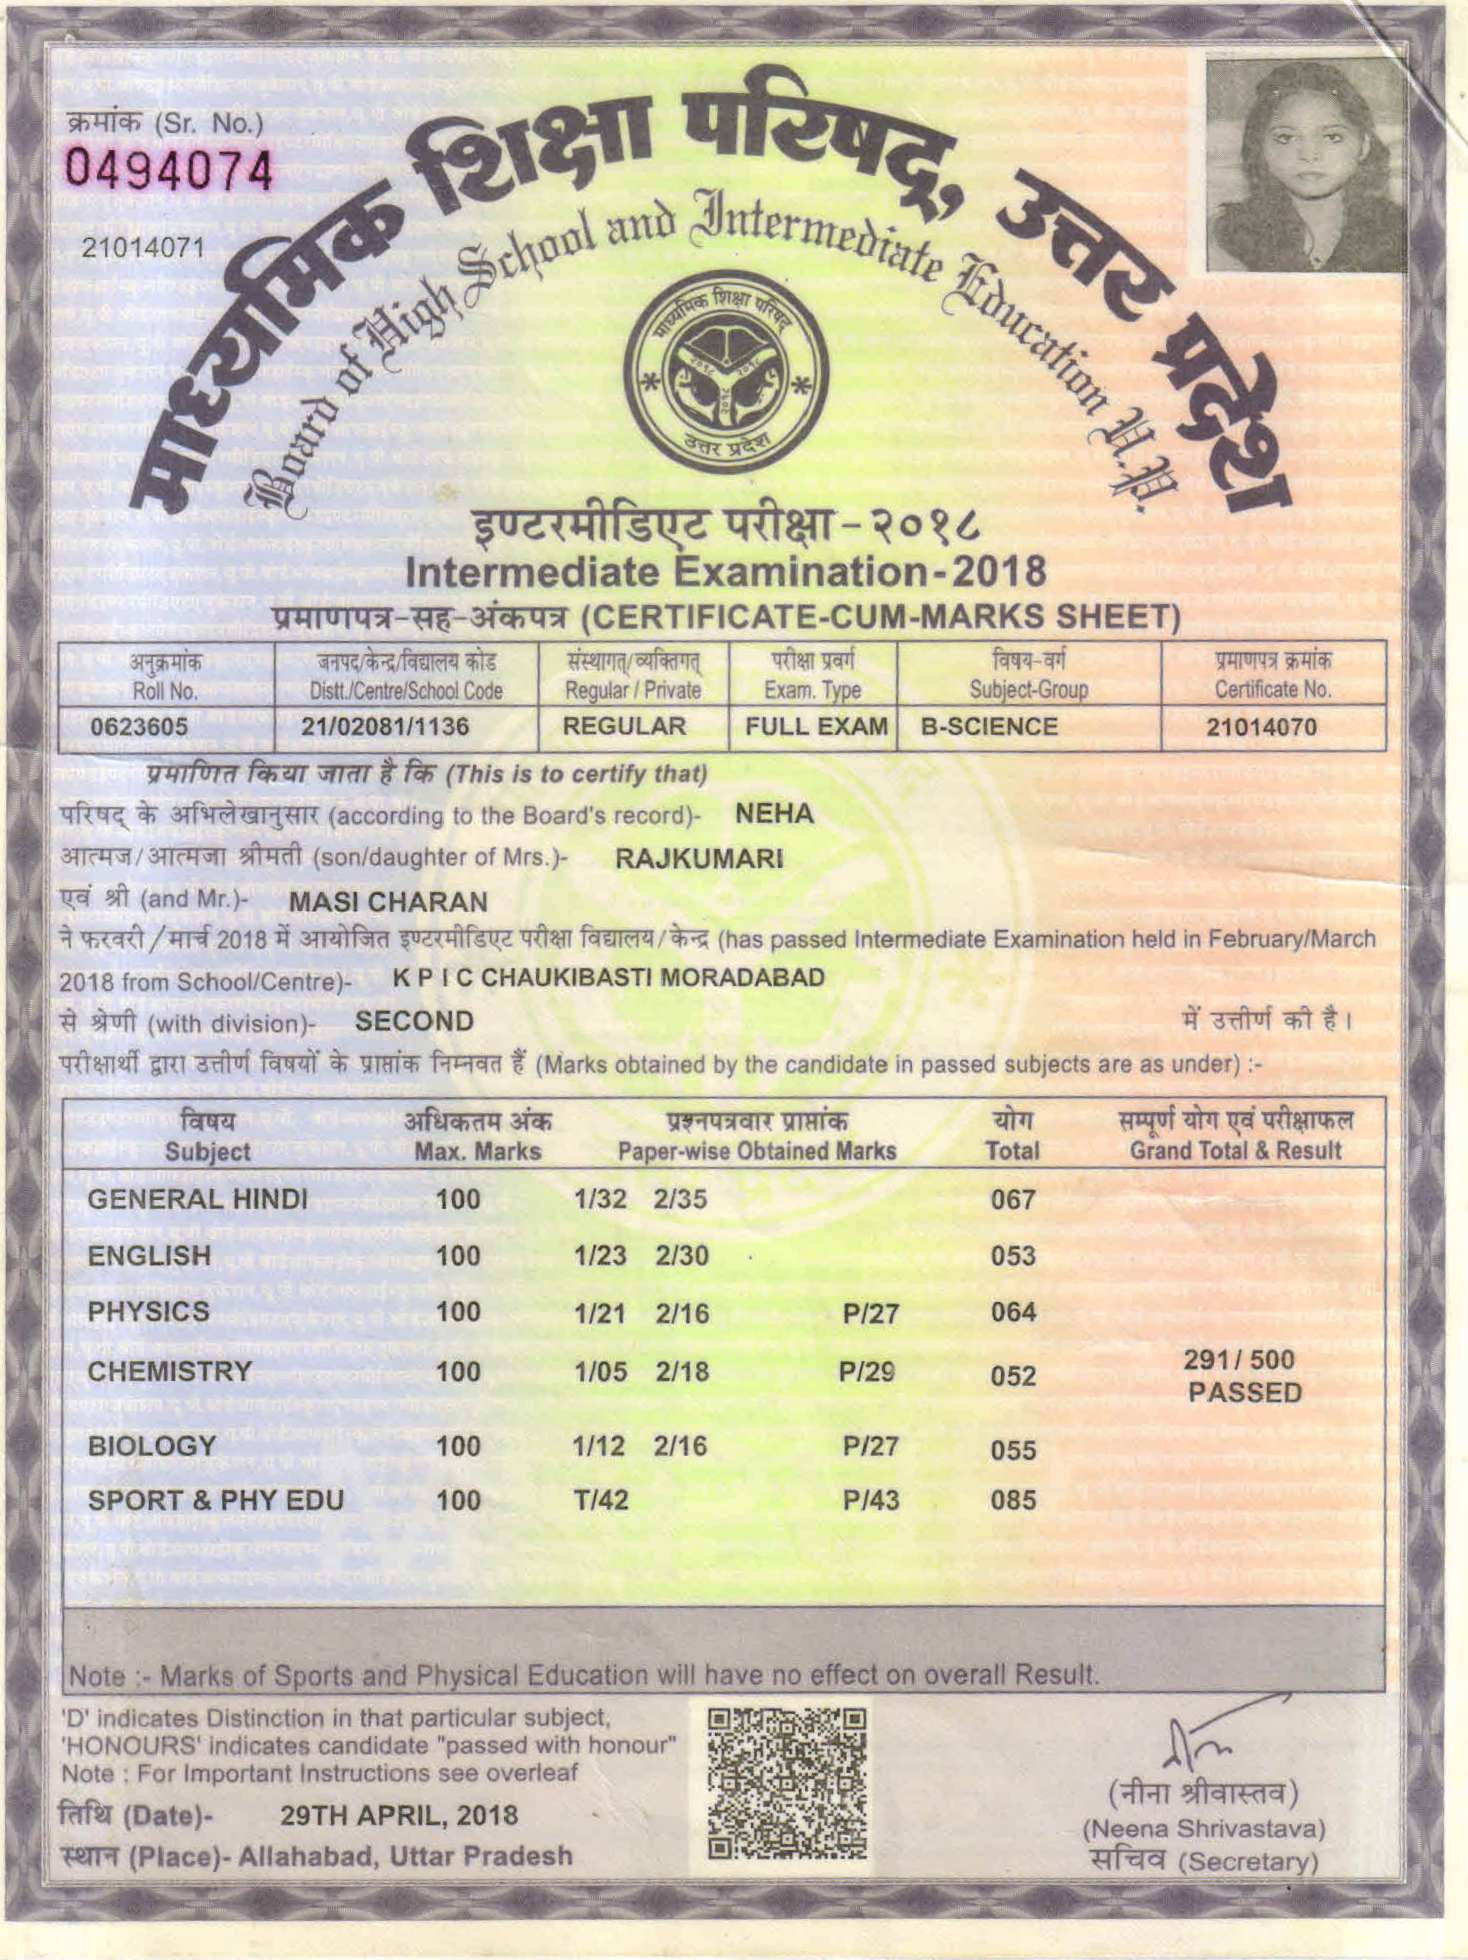 क्रमांक (Sr. No.)
0494074
21014071
माध्यमिक शिक्षा परिषद्, उत्तर प्रदेश
Board of High School and Intermediate Education U.P.
माध्यमिक शिक्षा परिषद्
२०१८ २०१८
२०१८
उत्तर प्रदेश
इण्टरमीडिएट परीक्षा - २०१८
Intermediate Examination-2018
प्रमाणपत्र-सह-अंकपत्र (CERTIFICATE-CUM-MARKS SHEET)
अनुक्रमांक जनपद/केन्द्र/विद्यालय कोड संस्थागत/व्यक्तिगत परीक्षा प्रवर्ग विषय-वर्ग प्रमाणपत्र क्रमांक
Roll No. Distt./Centre/School Code Regular / Private Exam. Type Subject-Group Certificate No.
0623605 21/02081/1136 REGULAR FULL EXAM B-SCIENCE 21014070
प्रमाणित किया जाता है कि (This is to certify that)
परिषद् के अभिलेखानुसार (according to the Board's record)- NEHA
आत्मज/आत्मजा श्रीमती (son/daughter of Mrs.)- RAJKUMARI
एवं श्री (and Mr.)- MASI CHARAN
ने फरवरी/मार्च 2018 में आयोजित इण्टरमीडिएट परीक्षा विद्यालय/केन्द्र (has passed Intermediate Examination held in February/March
2018 from School/Centre)- K P I C CHAUKIBASTI MORADABAD
से श्रेणी (with division)- SECOND में उत्तीर्ण की है।
परीक्षार्थी द्वारा उत्तीर्ण विषयों के प्राप्तांक निम्नवत हैं (Marks obtained by the candidate in passed subjects are as under) :-
विषय अधिकतम अंक प्रश्नपत्रवार प्राप्तांक योग सम्पूर्ण योग एवं परीक्षाफल
Subject Max. Marks Paper-wise Obtained Marks Total Grand Total & Result
GENERAL HINDI 100 1/32 2/35 067
ENGLISH 100 1/23 2/30 053
PHYSICS 100 1/21 2/16 P/27 064
CHEMISTRY 100 1/05 2/18 P/29 052 291/ 500
PASSED
BIOLOGY 100 1/12 2/16 P/27 055
SPORT & PHY EDU 100 T/42 P/43 085
Note :- Marks of Sports and Physical Education will have no effect on overall Result.
'D' indicates Distinction in that particular subject,
'HONOURS' indicates candidate "passed with honour"
Note : For Important Instructions see overleaf
तिथि (Date)- 29TH APRIL, 2018
स्थान (Place)- Allahabad, Uttar Pradesh
(नीना श्रीवास्तव)
(Neena Shrivastava)
सचिव (Secretary)